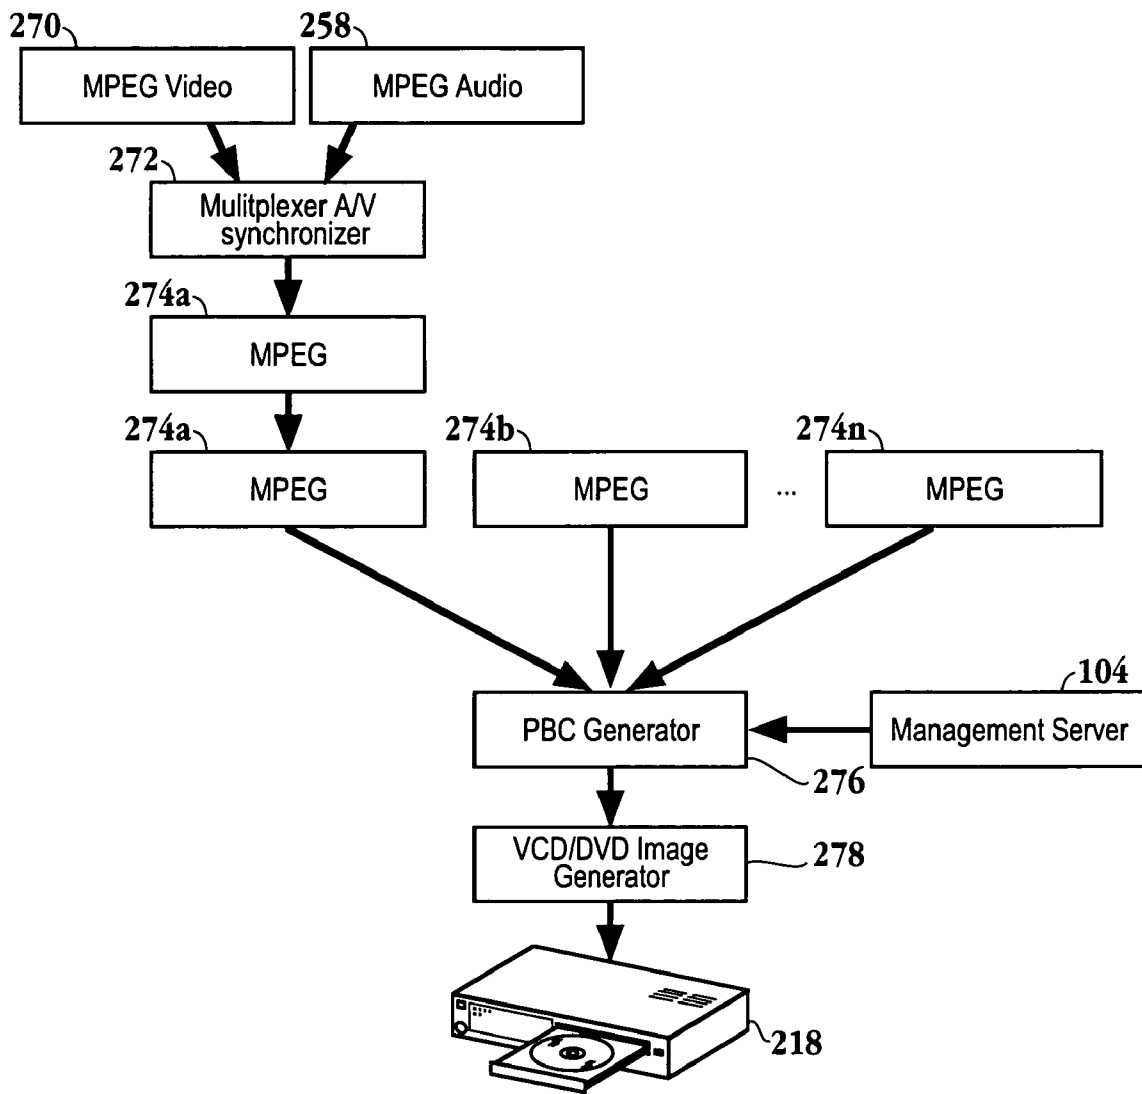 270
258
MPEG Video
MPEG Audio
272
Mulitplexer A/V
synchronizer
274a
MPEG
274a
274b
274n
MPEG
MPEG
...
MPEG
104
PBC Generator
Management Server
276
VCD/DVD Image
Generator
278
218